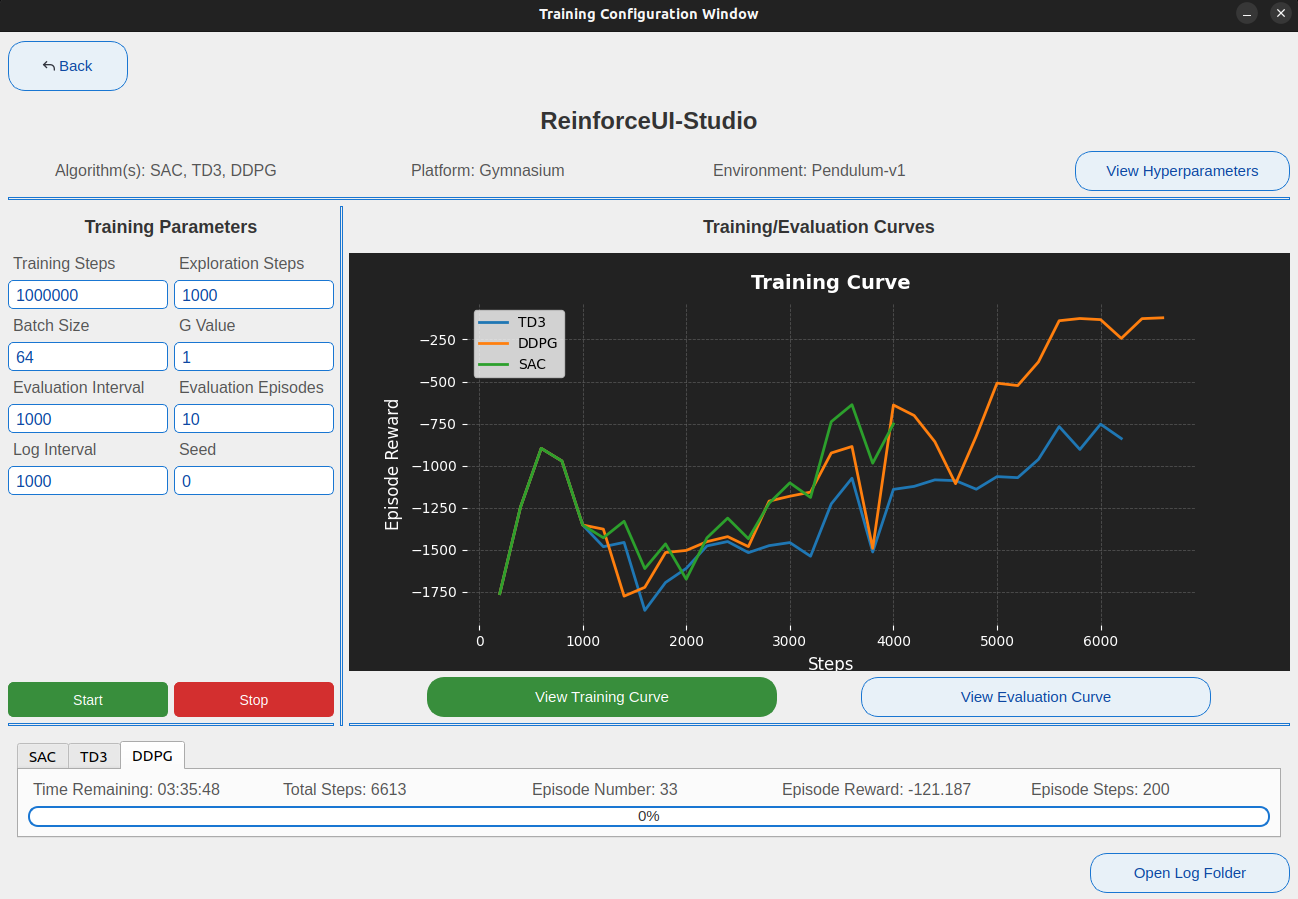 Training Configuration Window
Back
ReinforceUI-Studio
Algorithm(s): SAC, TD3, DDPG
Platform: Gymnasium
Environment: Pendulum-v1
View Hyperparameters
Training Parameters
Training Steps
Exploration Steps
1000000
1000
Batch Size
G Value
64
1
Evaluation Interval
Evaluation Episodes
1000
10
Log Interval
Seed
1000
0
Start
Stop
Training/Evaluation Curves
Training Curve
TD3
DDPG
SAC
Episode Reward
−250
−500
−750
−1000
−1250
−1500
−1750
0
1000
2000
3000
4000
5000
6000
Steps
View Training Curve
View Evaluation Curve
SAC
TD3
DDPG
Time Remaining: 03:35:48
Total Steps: 6613
Episode Number: 33
Episode Reward: -121.187
Episode Steps: 200
0%
Open Log Folder